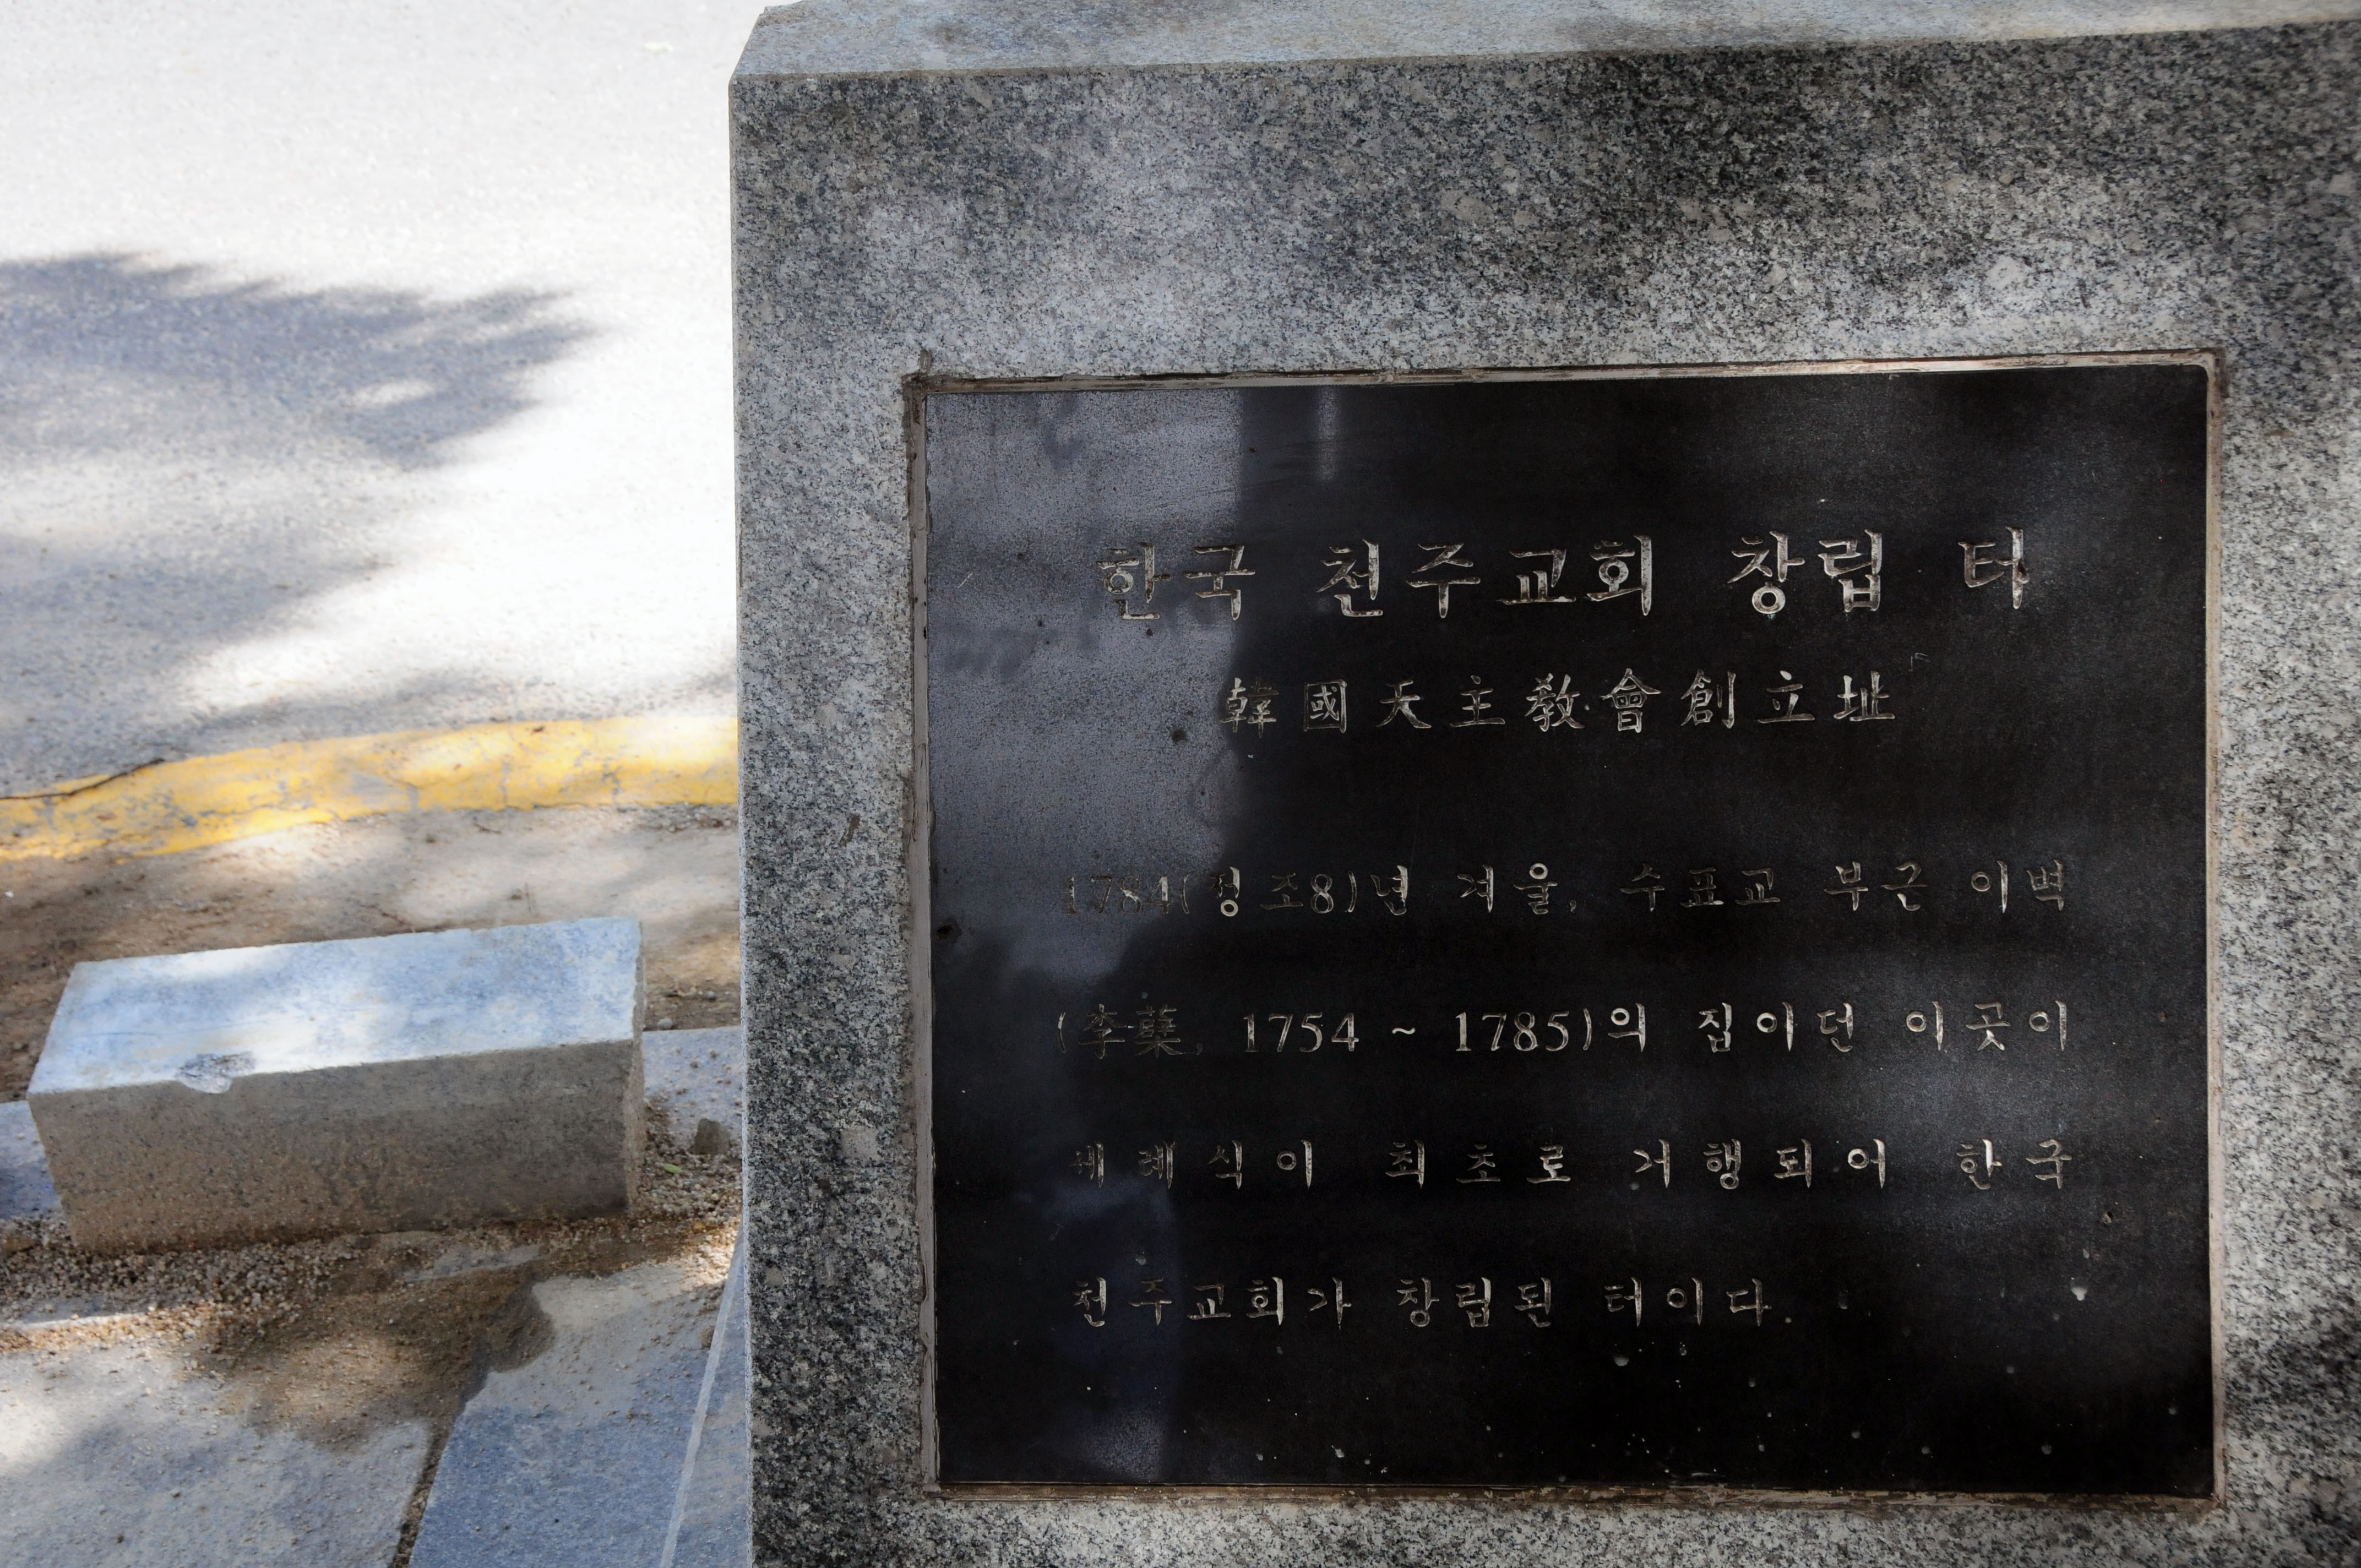 한국 천주교회 창립 터
韓國天主敎會創立址
1784(정조8)년 겨울, 수표교 부근 이벽
(李蘗, 1754 ~ 1785)의 집이던 이곳이
세례식이 최초로 거행되어 한국
천주교회가 창립된 터이다.